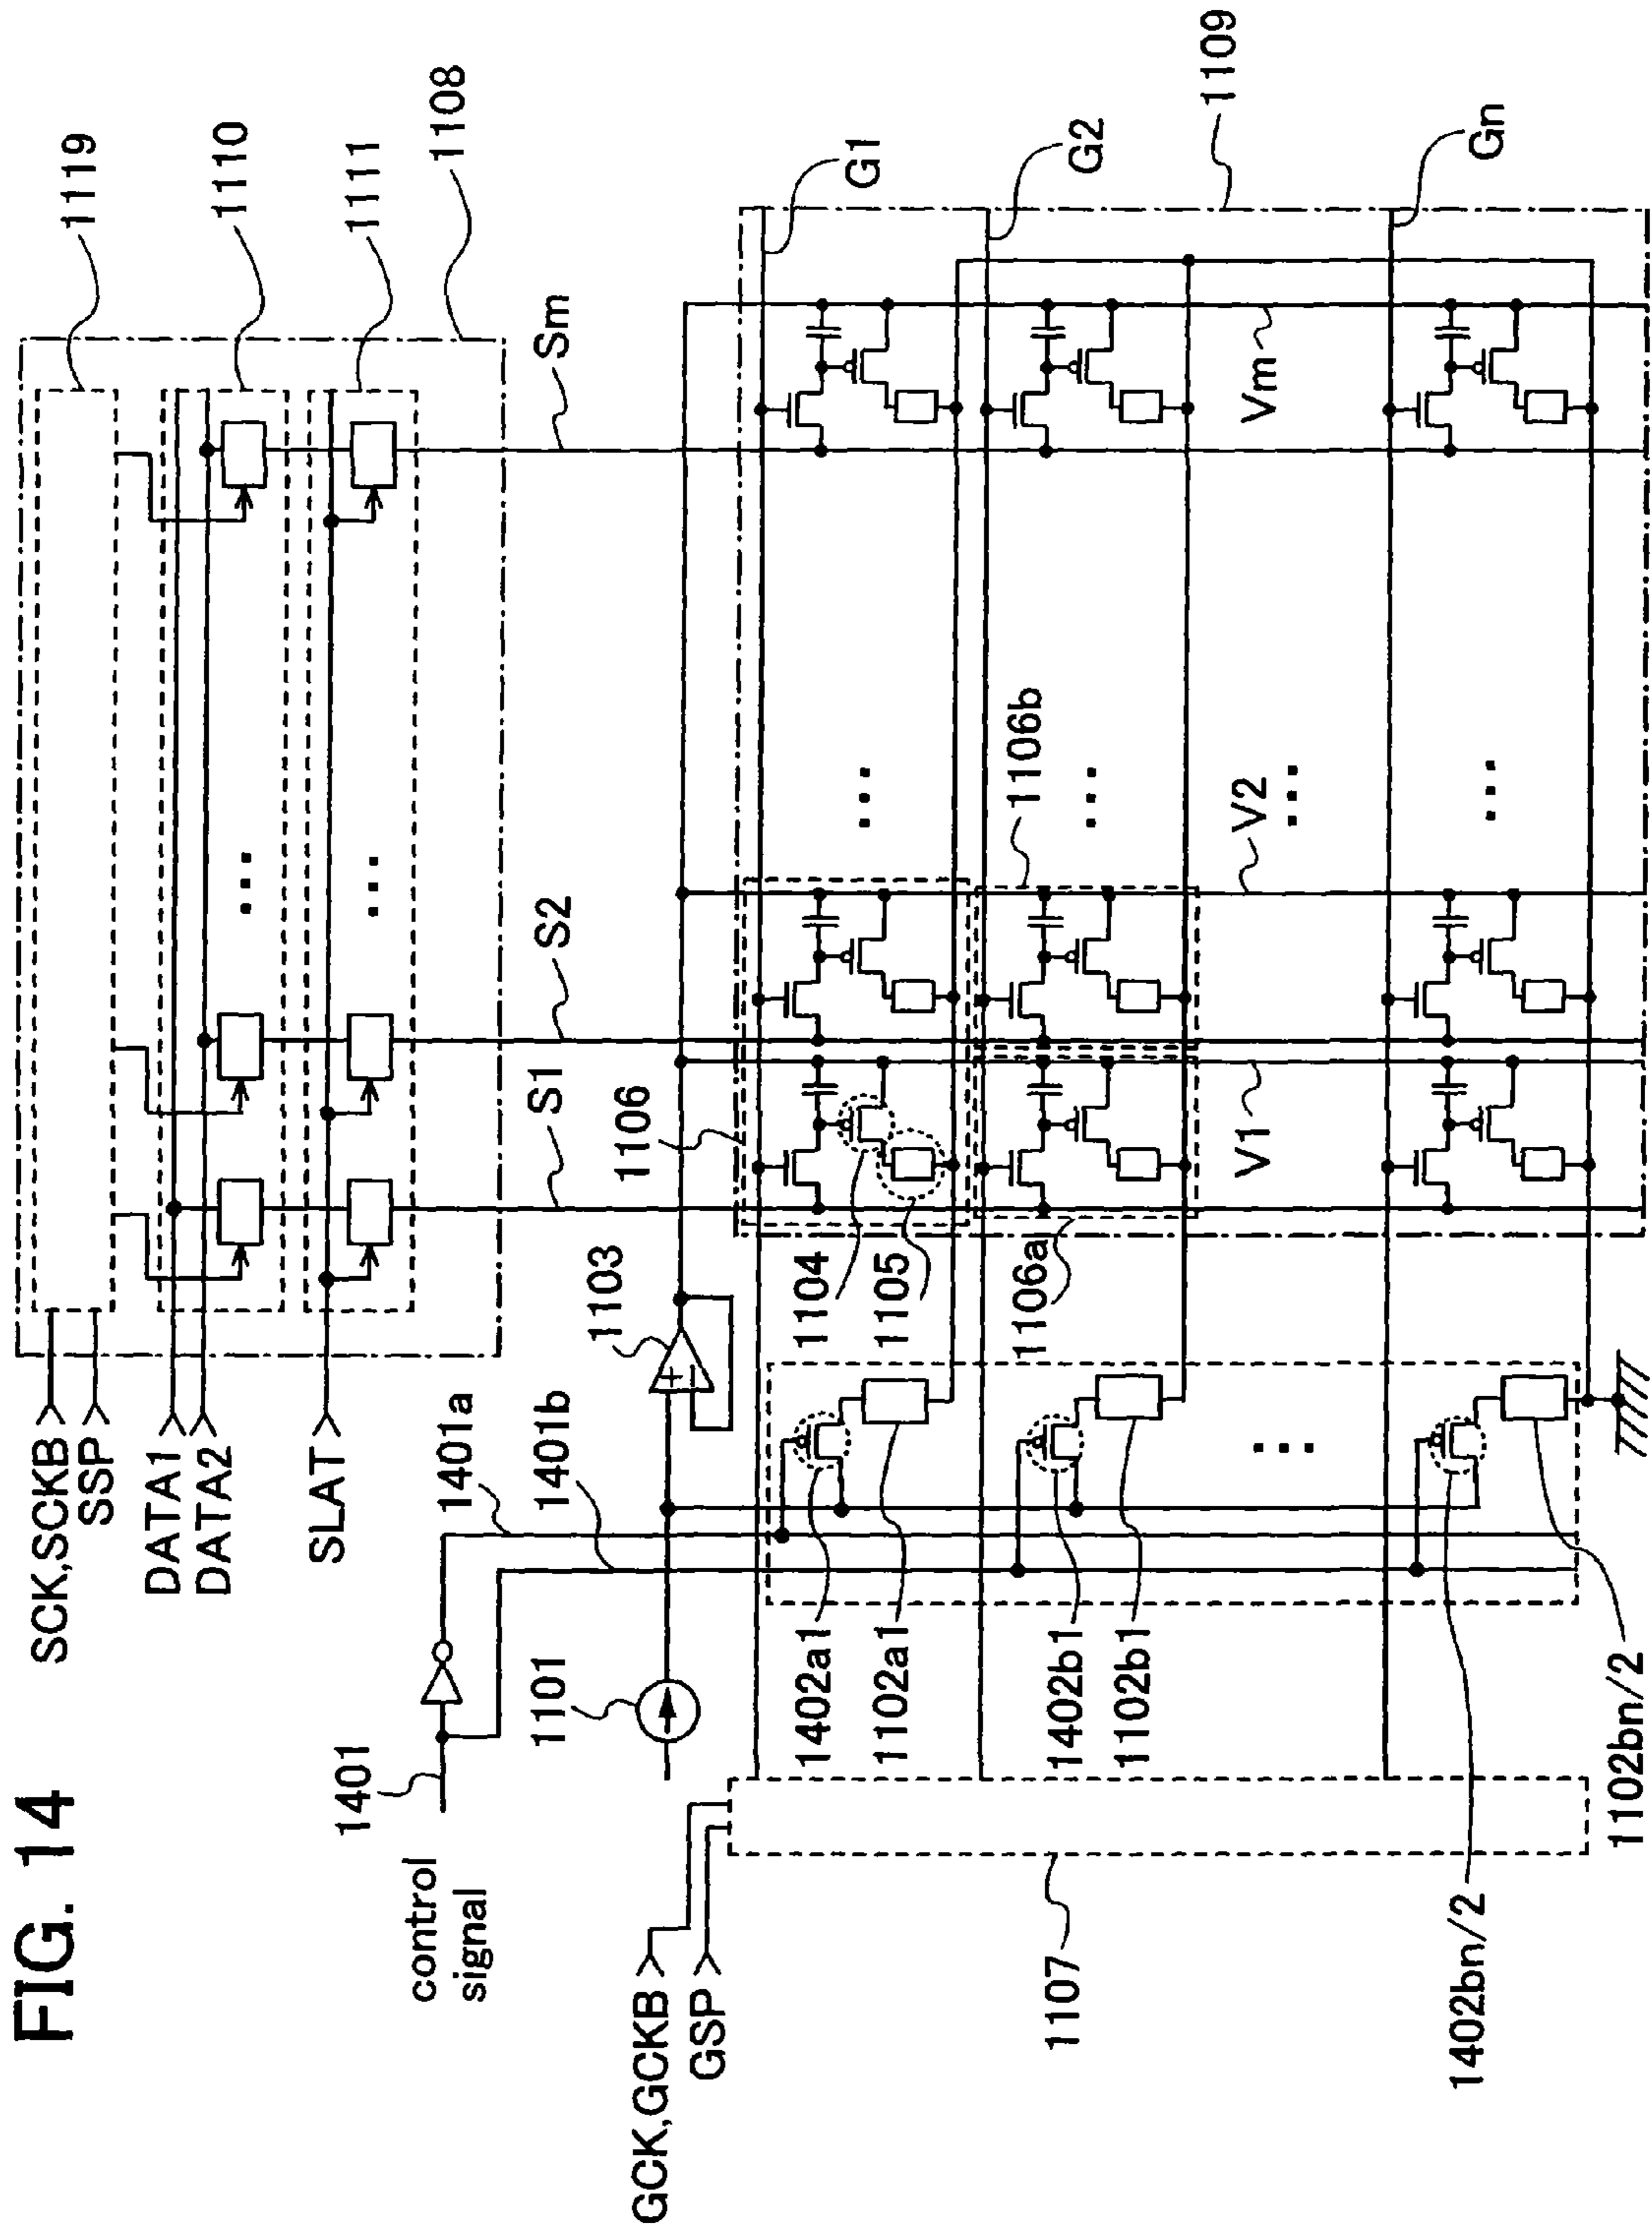 FIG. 14
SCK,SCKB
SSP
DATA1
DATA2
SLAT
1119
1110
1111
1108
control
signal
1401
1401a
1401b
1101
1103
S1
S2
Sm
1106
1104
1105
1106a
1106b
V1
V2
Vm
G1
G2
Gn
1109
GCK,GCKB
GSP
1107
1402a1
1102a1
1402b1
1102b1
1402bn/2
1102bn/2
...
...
...
...
...
...
...
+
−